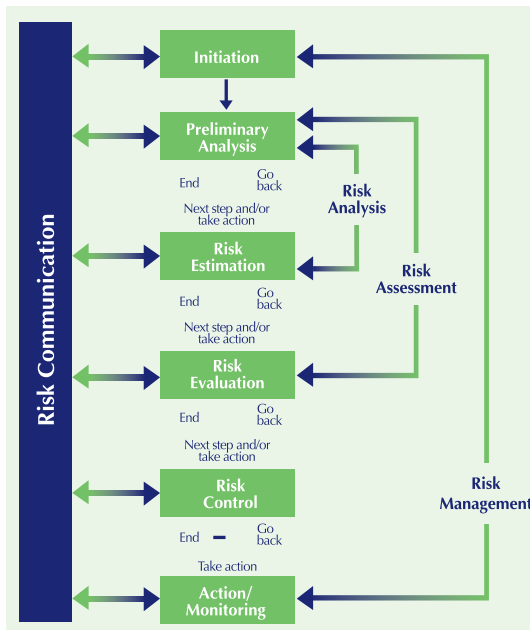 Risk Communication
Initiation
Preliminary
Analysis
End
Go
back
Next step and/or
take action
Risk
Analysis
Risk
Estimation
Risk
Assessment
End
Go
back
Next step and/or
take action
Risk
Evaluation
End
Go
back
Next step and/or
take action
Risk
Control
Risk
Management
End
Go
back
Take action
Action/
Monitoring